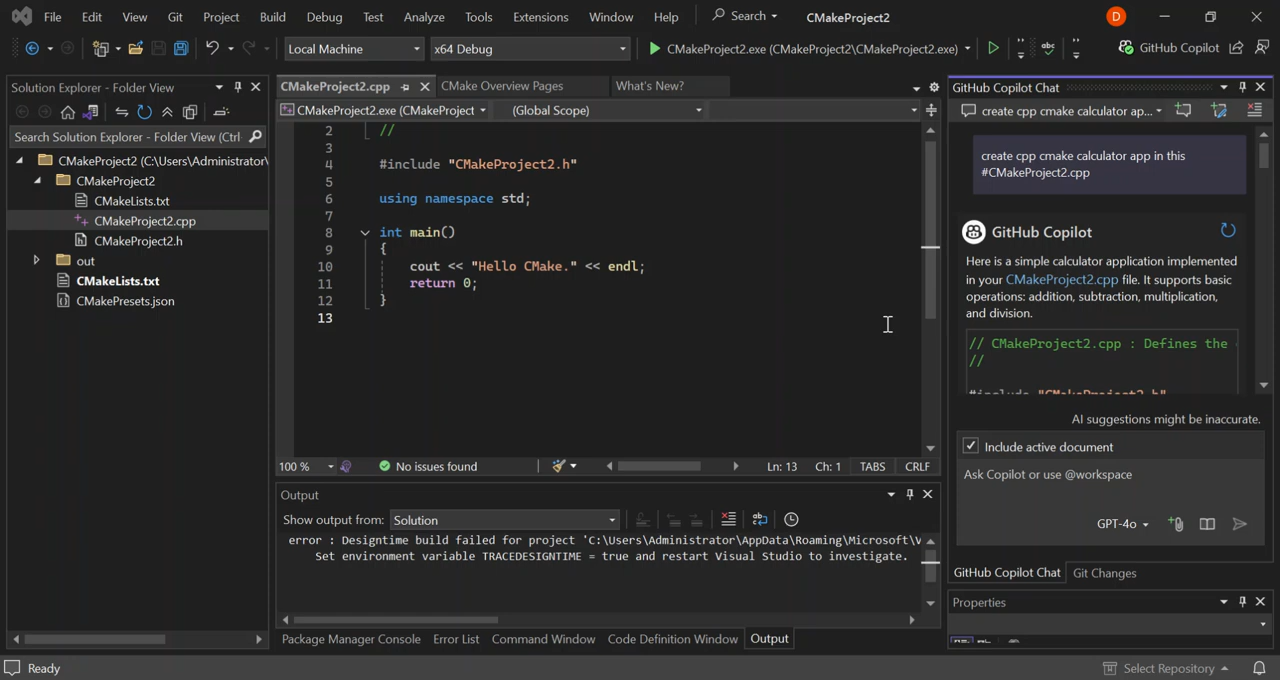 File Edit View Git Project Build Debug Test Analyze Tools Extensions Window Help Search CMakeProject2 D
Local Machine x64 Debug CMakeProject2.exe (CMakeProject2\CMakeProject2.exe) abc GitHub Copilot
Solution Explorer - Folder View
Search Solution Explorer - Folder View (Ctrl-
CMakeProject2 (C:\Users\Administrator\
CMakeProject2
CMakeLists.txt
CMakeProject2.cpp
CMakeProject2.h
out
CMakeLists.txt
CMakePresets.json
CMakeProject2.cpp CMake Overview Pages What's New?
CMakeProject2.exe (CMakeProject (Global Scope)
2 //
3
4 #include "CMakeProject2.h"
5
6 using namespace std;
7
8 int main()
9 {
10 cout << "Hello CMake." << endl;
11 return 0;
12 }
13
100 % No issues found Ln: 13 Ch: 1 TABS CRLF
Output
Show output from: Solution
error : Designtime build failed for project 'C:\Users\Administrator\AppData\Roaming\Microsoft\V
Set environment variable TRACEDESIGNTIME = true and restart Visual Studio to investigate.
Package Manager Console Error List Command Window Code Definition Window Output
GitHub Copilot Chat
create cpp cmake calculator ap...
create cpp cmake calculator app in this
#CMakeProject2.cpp
GitHub Copilot
Here is a simple calculator application implemented
in your CMakeProject2.cpp file. It supports basic
operations: addition, subtraction, multiplication,
and division.
// CMakeProject2.cpp : Defines the
//
#include "CMakeProject2.h"
AI suggestions might be inaccurate.
Include active document
Ask Copilot or use @workspace
GPT-4o
GitHub Copilot Chat Git Changes
Properties
Ready Select Repository